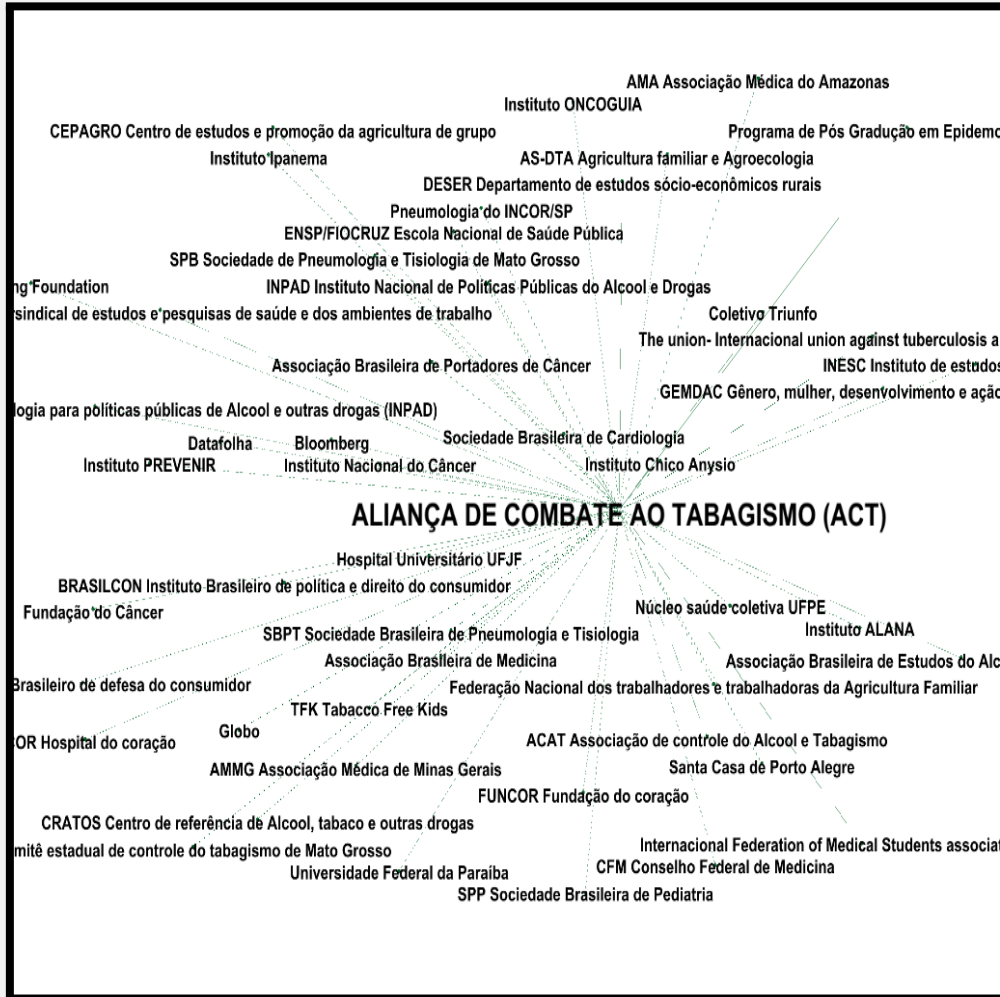 AMA Associação Médica do Amazonas
Instituto ONCOGUIA
CEPAGRO Centro de estudos e promoção da agricultura de grupo
Programa de Pós Gradução em Epidemo
Instituto Ipanema
AS-DTA Agricultura familiar e Agroecologia
DESER Departamento de estudos sócio-econômicos rurais
Pneumologia do INCOR/SP
ENSP/FIOCRUZ Escola Nacional de Saúde Pública
SPB Sociedade de Pneumologia e Tisiologia de Mato Grosso
ng Foundation
INPAD Instituto Nacional de Políticas Públicas do Alcool e Drogas
rsindical de estudos e pesquisas de saúde e dos ambientes de trabalho
Coletivo Triunfo
The union- Internacional union against tuberculosis a
Associação Brasileira de Portadores de Câncer
INESC Instituto de estudos
GEMDAC Gênero, mulher, desenvolvimento e ação
logia para políticas públicas de Alcool e outras drogas (INPAD)
Datafolha
Bloomberg
Sociedade Brasileira de Cardiologia
Instituto PREVENIR
Instituto Nacional do Câncer
Instituto Chico Anysio
ALIANÇA DE COMBATE AO TABAGISMO (ACT)
Hospital Universitário UFJF
BRASILCON Instituto Brasileiro de política e direito do consumidor
Fundação do Câncer
Núcleo saúde coletiva UFPE
Instituto ALANA
SBPT Sociedade Brasileira de Pneumologia e Tisiologia
Associação Brasileira de Medicina
Associação Brasileira de Estudos do Alc
Brasileiro de defesa do consumidor
Federação Nacional dos trabalhadores e trabalhadoras da Agricultura Familiar
TFK Tabacco Free Kids
Globo
COR Hospital do coração
ACAT Associação de controle do Alcool e Tabagismo
AMMG Associação Médica de Minas Gerais
Santa Casa de Porto Alegre
FUNCOR Fundação do coração
CRATOS Centro de referência de Alcool, tabaco e outras drogas
mitê estadual de controle do tabagismo de Mato Grosso
Internacional Federation of Medical Students associat
Universidade Federal da Paraíba
CFM Conselho Federal de Medicina
SPP Sociedade Brasileira de Pediatria